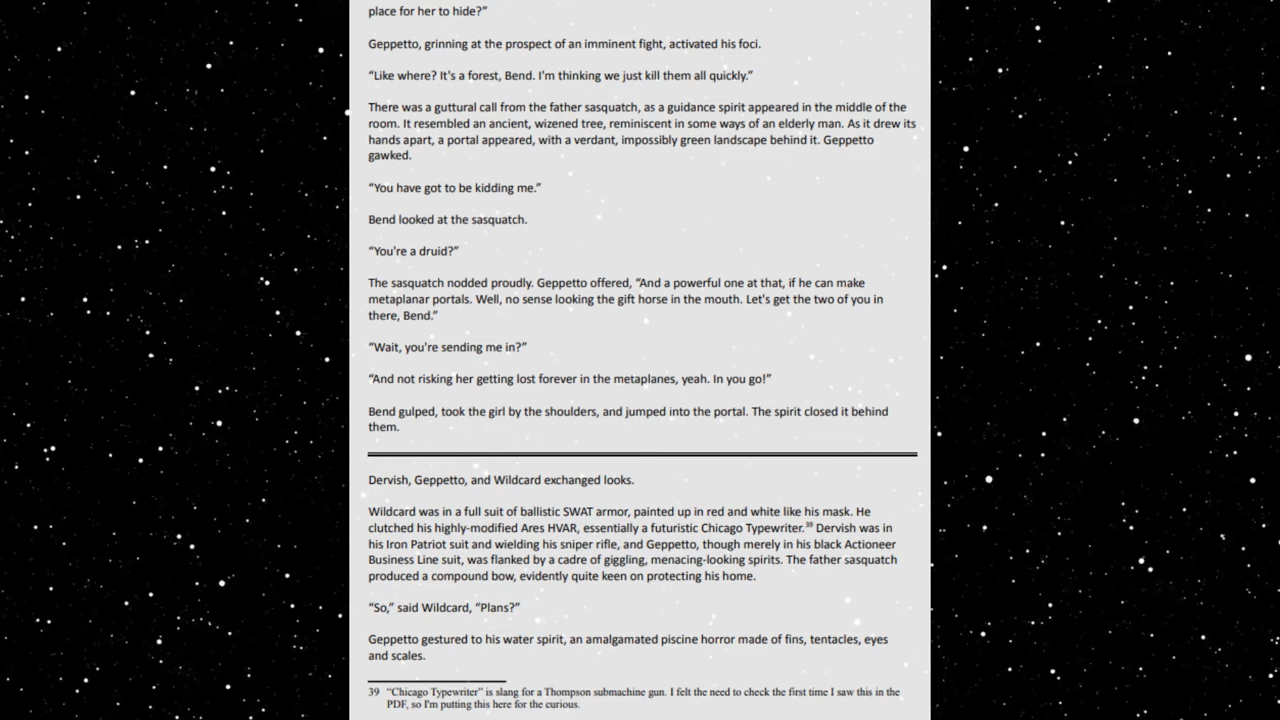 place for her to hide?”
Geppetto, grinning at the prospect of an imminent fight, activated his foci.
“Like where? It's a forest, Bend. I'm thinking we just kill them all quickly.”
There was a guttural call from the father sasquatch, as a guidance spirit appeared in the middle of the
room. It resembled an ancient, wizened tree, reminiscent in some ways of an elderly man. As it drew its
hands apart, a portal appeared, with a verdant, impossibly green landscape behind it. Geppetto
gawked.
“You have got to be kidding me.”
Bend looked at the sasquatch.
“You're a druid?”
The sasquatch nodded proudly. Geppetto offered, “And a powerful one at that, if he can make
metaplanar portals. Well, no sense looking the gift horse in the mouth. Let's get the two of you in
there, Bend.”
“Wait, you're sending me in?”
“And not risking her getting lost forever in the metaplanes, yeah. In you go!”
Bend gulped, took the girl by the shoulders, and jumped into the portal. The spirit closed it behind
them.
Dervish, Geppetto, and Wildcard exchanged looks.
Wildcard was in a full suit of ballistic SWAT armor, painted up in red and white like his mask. He
clutched his highly-modified Ares HVAR, essentially a futuristic Chicago Typewriter.39 Dervish was in
his Iron Patriot suit and wielding his sniper rifle, and Geppetto, though merely in his black Actioneer
Business Line suit, was flanked by a cadre of giggling, menacing-looking spirits. The father sasquatch
produced a compound bow, evidently quite keen on protecting his home.
“So,” said Wildcard, “Plans?”
Geppetto gestured to his water spirit, an amalgamated piscine horror made of fins, tentacles, eyes
and scales.
39 “Chicago Typewriter” is slang for a Thompson submachine gun. I felt the need to check the first time I saw this in the
PDF, so I'm putting this here for the curious.